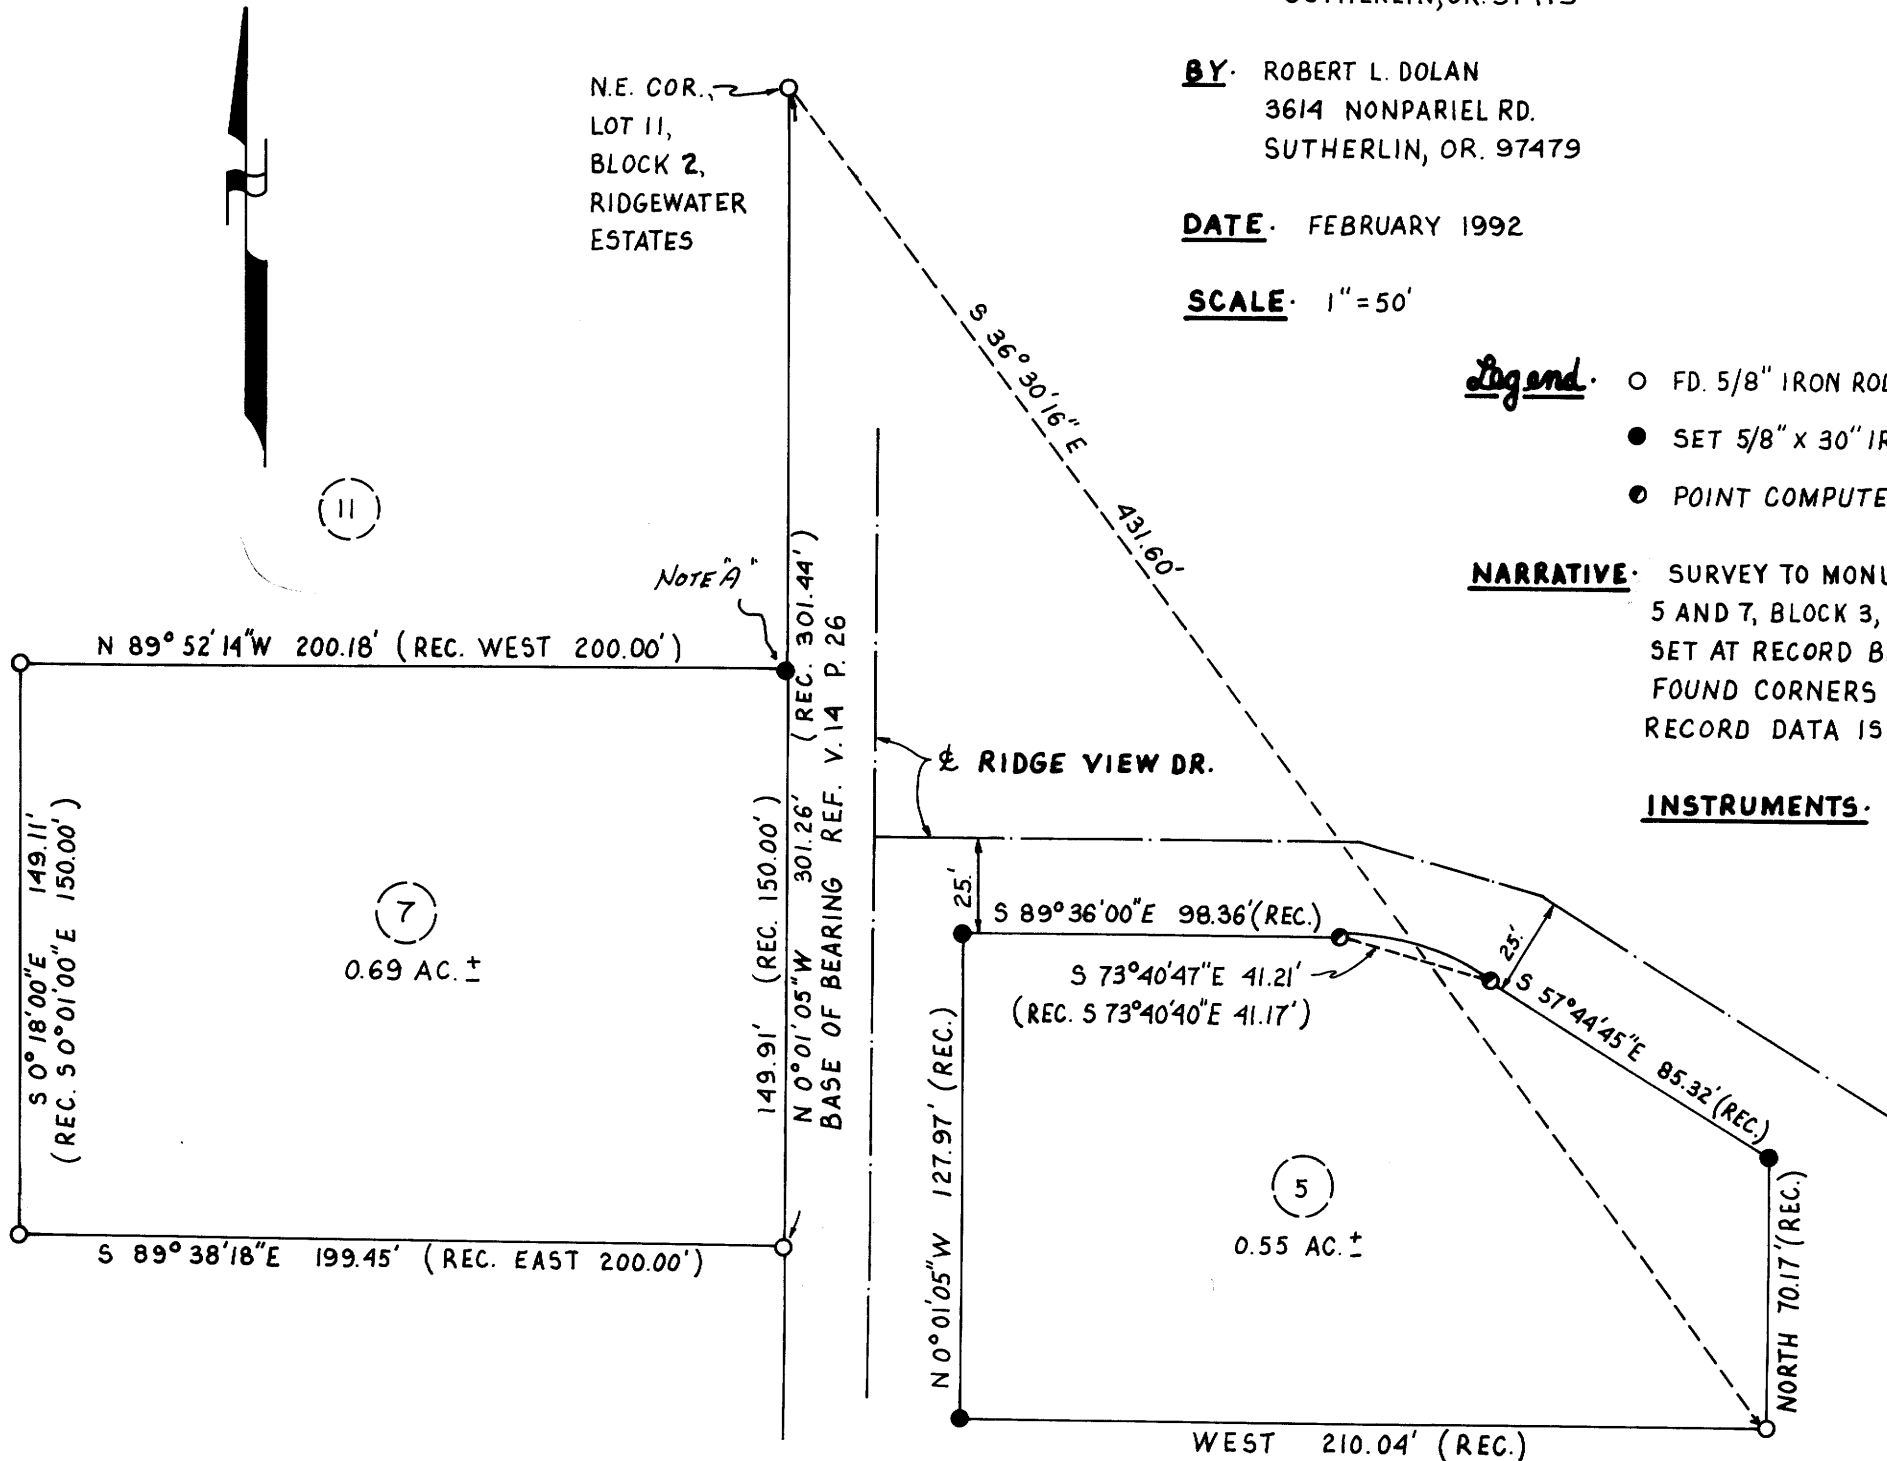 BY· ROBERT L. DOLAN
3614 NONPARIEL RD.
SUTHERLIN, OR. 97479
DATE· FEBRUARY 1992
SCALE· 1"=50'
Legend· FD. 5/8" IRON ROD
SET 5/8" X 30" IR
POINT COMPUTE
NARRATIVE· SURVEY TO MONU
5 AND 7, BLOCK 3,
SET AT RECORD B
FOUND CORNERS
RECORD DATA IS
INSTRUMENTS·
N.E. COR.,
LOT 11,
BLOCK 2,
RIDGEWATER
ESTATES
S 36°30'16"E 431.60'
11
NOTE "A"
N 89°52'14"W 200.18' (REC. WEST 200.00')
(REC. 301.44')
N 0°01'05"W 301.26'
BASE OF BEARING REF. V.14 P.26
149.91' (REC. 150.00')
S 0°18'00"E 149.11'
(REC. S 0°01'00"E 150.00')
7
0.69 AC.±
S 89°38'18"E 199.45' (REC. EAST 200.00')
℄ RIDGE VIEW DR.
25.'
S 89°36'00"E 98.36'(REC.)
S 73°40'47"E 41.21'
(REC. S 73°40'40"E 41.17')
25.'
S 57°44'45"E 85.32'(REC.)
N 0°01'05"W 127.97' (REC.)
5
0.55 AC.±
NORTH 70.17'(REC.)
WEST 210.04' (REC.)